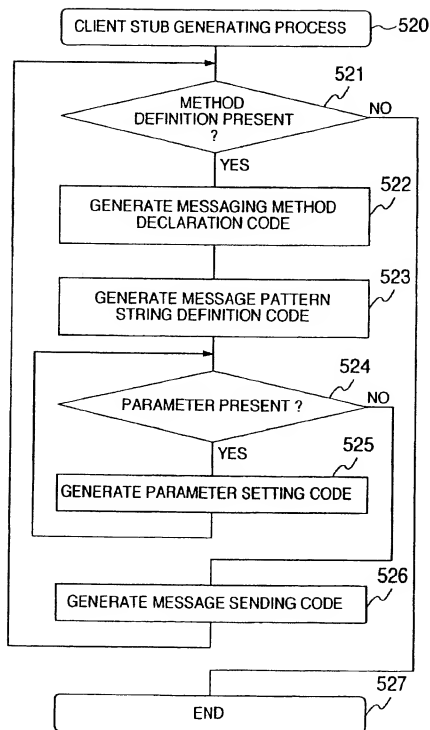 CLIENT STUB GENERATING PROCESS
520
521
METHOD
DEFINITION PRESENT
?
NO
YES
522
GENERATE MESSAGING METHOD
DECLARATION CODE
523
GENERATE MESSAGE PATTERN
STRING DEFINITION CODE
524
PARAMETER PRESENT ?
NO
YES
525
GENERATE PARAMETER SETTING CODE
526
GENERATE MESSAGE SENDING CODE
527
END